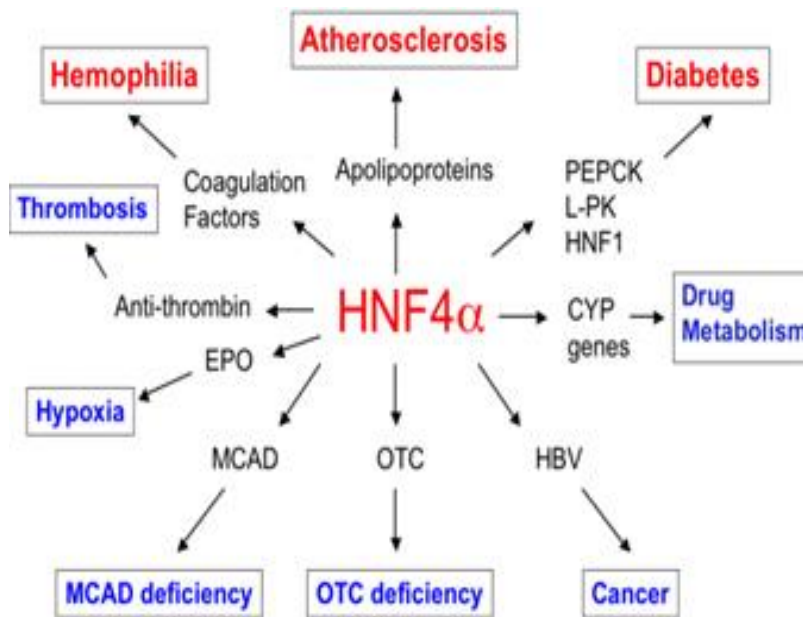 Atherosclerosis
Hemophilia
Diabetes
Apolipoproteins
PEPCK
L-PK
HNF1
Coagulation
Factors
Thrombosis
Anti-thrombin
HNF4α
CYP
genes
Drug
Metabolism
EPO
Hypoxia
MCAD
OTC
HBV
MCAD deficiency
OTC deficiency
Cancer